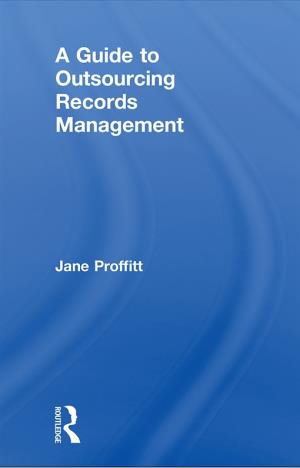 A Guide to
Outsourcing
Records
Management
Jane Proffitt
ROUTLEDGE